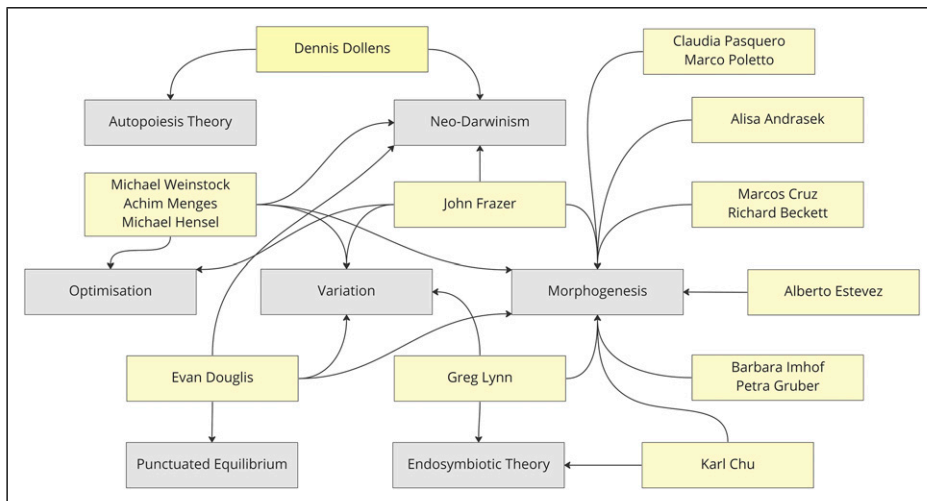 Dennis Dollens
Claudia Pasquero
Marco Poletto
Autopoiesis Theory
Neo-Darwinism
Alisa Andrasek
Michael Weinstock
Achim Menges
Michael Hensel
John Frazer
Marcos Cruz
Richard Beckett
Optimisation
Variation
Morphogenesis
Alberto Estevez
Evan Douglis
Greg Lynn
Barbara Imhof
Petra Gruber
Punctuated Equilibrium
Endosymbiotic Theory
Karl Chu